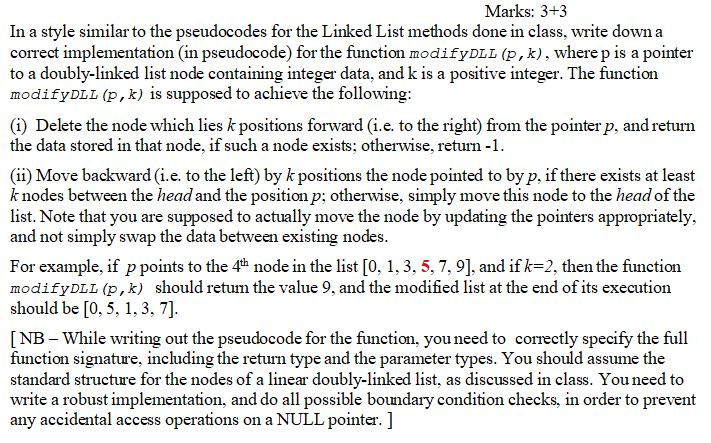 Marks: 3+3
In a style similar to the pseudocodes for the Linked List methods done in class, write down a
correct implementation (in pseudocode) for the function modifyDLL(p,k), where p is a pointer
to a doubly-linked list node containing integer data, and k is a positive integer. The function
modifyDLL(p,k) is supposed to achieve the following:
(i) Delete the node which lies k positions forward (i.e. to the right) from the pointer p, and return
the data stored in that node, if such a node exists; otherwise, return -1.
(ii) Move backward (i.e. to the left) by k positions the node pointed to by p, if there exists at least
k nodes between the head and the position p; otherwise, simply move this node to the head of the
list. Note that you are supposed to actually move the node by updating the pointers appropriately,
and not simply swap the data between existing nodes.
For example, if p points to the 4th node in the list [0, 1, 3, 5, 7, 9], and if k=2, then the function
modifyDLL(p,k) should return the value 9, and the modified list at the end of its execution
should be [0, 5, 1, 3, 7].
[ NB – While writing out the pseudocode for the function, you need to correctly specify the full
function signature, including the return type and the parameter types. You should assume the
standard structure for the nodes of a linear doubly-linked list, as discussed in class. You need to
write a robust implementation, and do all possible boundary condition checks, in order to prevent
any accidental access operations on a NULL pointer. ]